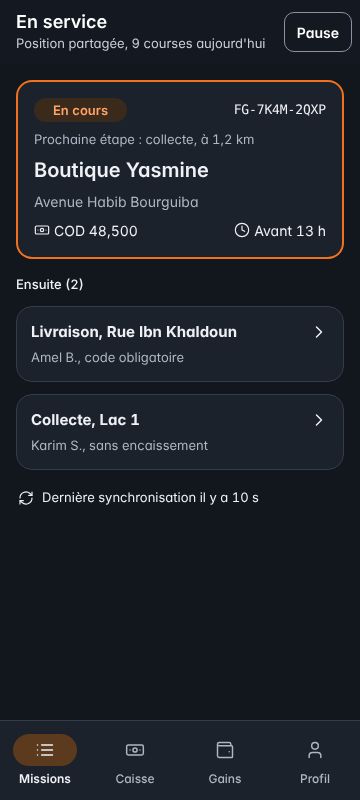 En service
Position partagée, 9 courses aujourd'hui
Pause
En cours
FG-7K4M-2QXP
Prochaine étape : collecte, à 1,2 km
Boutique Yasmine
Avenue Habib Bourguiba
COD 48,500
Avant 13 h
Ensuite (2)
Livraison, Rue Ibn Khaldoun
Amel B., code obligatoire
Collecte, Lac 1
Karim S., sans encaissement
Dernière synchronisation il y a 10 s
Missions
Caisse
Gains
Profil